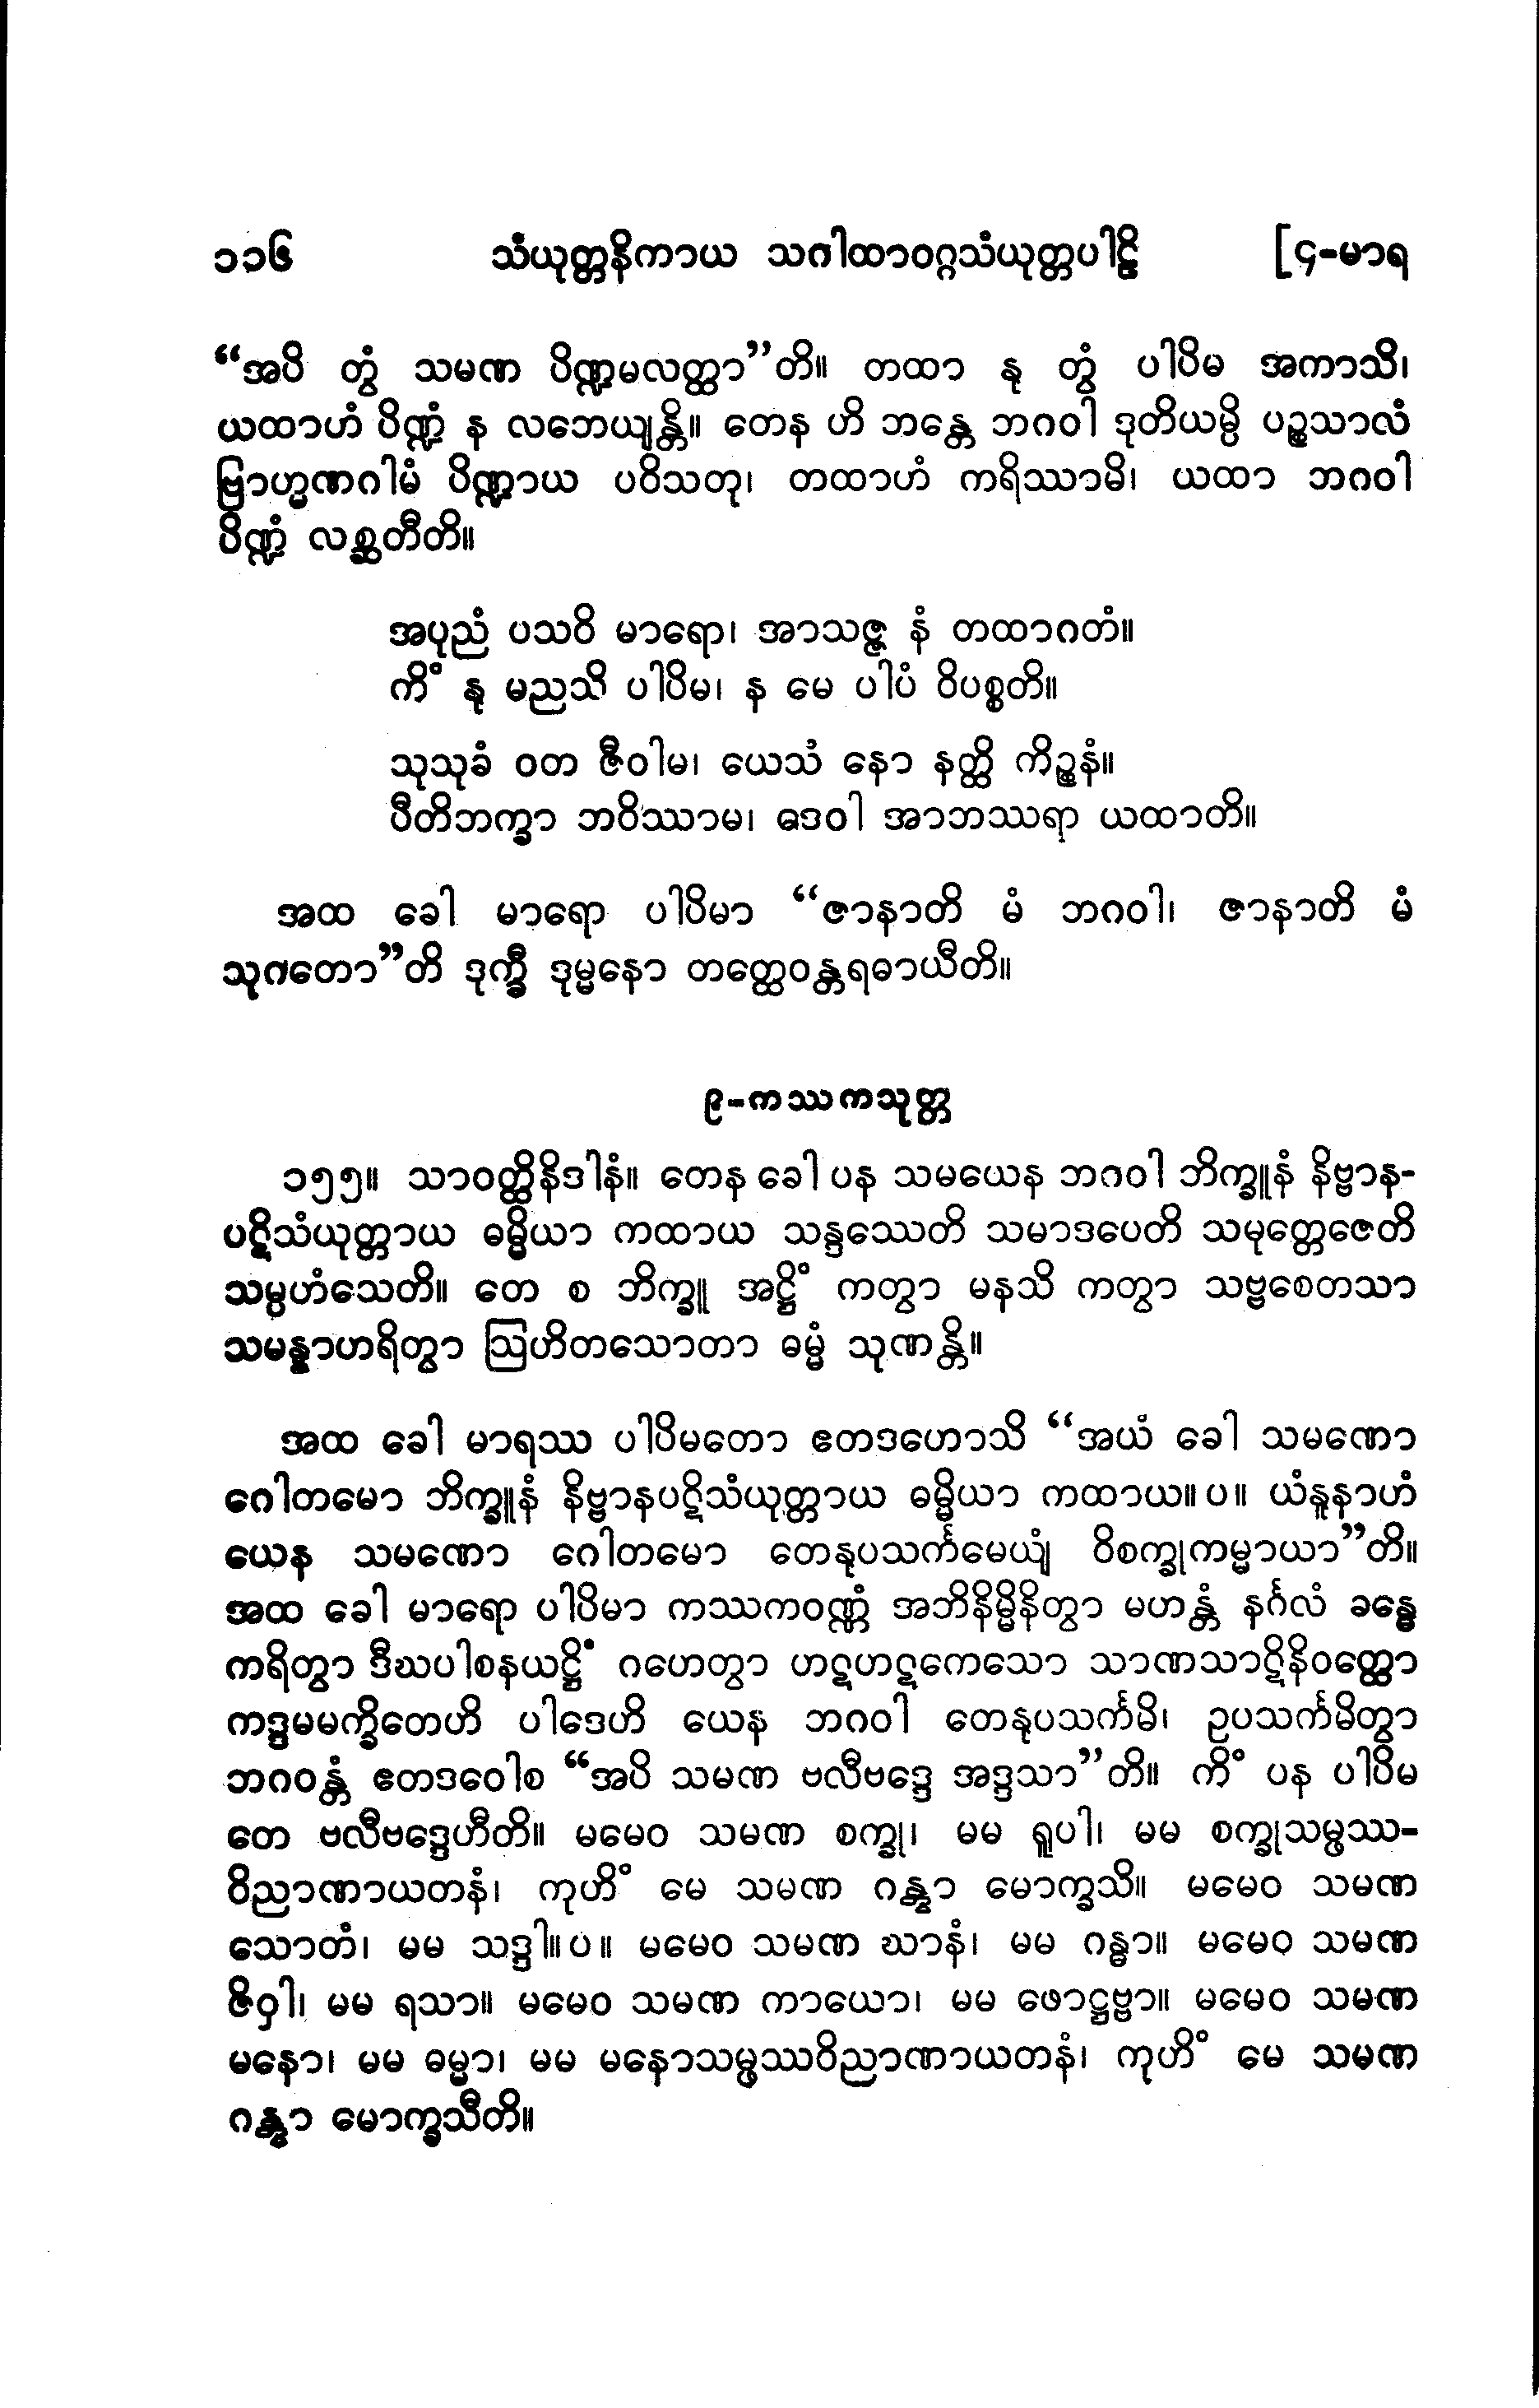 ၁၁၆ သံယုတ္တနိကာယ သဂါထာဝဂ္ဂသံယုတ္တပါဠိ [၄-မာရ
“အပိ တွံ သမဏ ပိဏ္ဍမလတ္ထာ”တိ။ တထာ နု တွံ ပါပိမ အကာသိ၊
ယထာဟံ ပိဏ္ဍံ န လဘေယျန္တိ။ တေန ဟိ ဘန္တေ ဘဂဝါ ဒုတိယမ္ပိ ပဉ္စသာလံ
ဗြာဟ္မဏဂါမံ ပိဏ္ဍာယ ပဝိသတု၊ တထာဟံ ကရိဿာမိ၊ ယထာ ဘဂဝါ
ပိဏ္ဍံ လစ္ဆတီတိ။
အပုညံ ပသဝိ မာရော၊ အာသဇ္ဇ နံ တထာဂတံ။
ကိံ နု မညသိ ပါပိမ၊ န မေ ပါပံ ဝိပစ္စတိ။
သုသုခံ ဝတ ဇီဝါမ၊ ယေသံ နော နတ္ထိ ကိဉ္စနံ။
ပီတိဘက္ခာ ဘဝိဿာမ၊ ဒေဝါ အာဘဿရာ ယထာတိ။
အထ ခေါ မာရော ပါပိမာ “ဇာနာတိ မံ ဘဂဝါ၊ ဇာနာတိ မံ
သုဂတော”တိ ဒုက္ခီ ဒုမ္မနော တတ္ထေဝန္တရဓာယီတိ။
၉-ကဿကသုတ္တ
၁၅၅။ သာဝတ္ထိနိဒါနံ။ တေန ခေါ ပန သမယေန ဘဂဝါ ဘိက္ခူနံ နိဗ္ဗာန-
ပဋိသံယုတ္တာယ ဓမ္မိယာ ကထာယ သန္ဒဿေတိ သမာဒပေတိ သမုတ္တေဇေတိ
သမ္ပဟံသေတိ။ တေ စ ဘိက္ခူ အဋ္ဌိံ ကတွာ မနသိ ကတွာ သဗ္ဗစေတသာ
သမန္နာဟရိတွာ ဩဟိတသောတာ ဓမ္မံ သုဏန္တိ။
အထ ခေါ မာရဿ ပါပိမတော ဧတဒဟောသိ “အယံ ခေါ သမဏော
ဂေါတမော ဘိက္ခူနံ နိဗ္ဗာနပဋိသံယုတ္တာယ ဓမ္မိယာ ကထာယ။ပ။ ယံနူနာဟံ
ယေန သမဏော ဂေါတမော တေနုပသင်္ကမေယျံ ဝိစက္ခုကမ္မာယာ”တိ။
အထ ခေါ မာရော ပါပိမာ ကဿကဝဏ္ဏံ အဘိနိမ္မိနိတွာ မဟန္တံ နင်္ဂလံ ခန္ဓေ
ကရိတွာ ဒီဃပါစနယဋ္ဌိံ ဂဟေတွာ ဟဋဟဋကေသော သာဏသာဋိနိဝတ္ထော
ကဒ္ဒမမက္ခိတေဟိ ပါဒေဟိ ယေန ဘဂဝါ တေနုပသင်္ကမိ၊ ဥပသင်္ကမိတွာ
ဘဂဝန္တံ ဧတဒဝေါစ “အပိ သမဏ ဗလီဗဒ္ဒေ အဒ္ဒသာ”တိ။ ကိံ ပန ပါပိမ
တေ ဗလီဗဒ္ဒေဟီတိ။ မမေဝ သမဏ စက္ခု၊ မမ ရူပါ၊ မမ စက္ခုသမ္ဖဿ-
ဝိညာဏာယတနံ၊ ကုဟိံ မေ သမဏ ဂန္တွာ မောက္ခသိ။ မမေဝ သမဏ
သောတံ၊ မမ သဒ္ဒါ။ပ။ မမေဝ သမဏ ဃာနံ၊ မမ ဂန္ဓာ။ မမေဝ သမဏ
ဇိဝှါ၊ မမ ရသာ။ မမေဝ သမဏ ကာယော၊ မမ ဖောဋ္ဌဗ္ဗာ။ မမေဝ သမဏ
မနော၊ မမ ဓမ္မာ၊ မမ မနောသမ္ဖဿဝိညာဏာယတနံ၊ ကုဟိံ မေ သမဏ
ဂန္တွာ မောက္ခသီတိ။